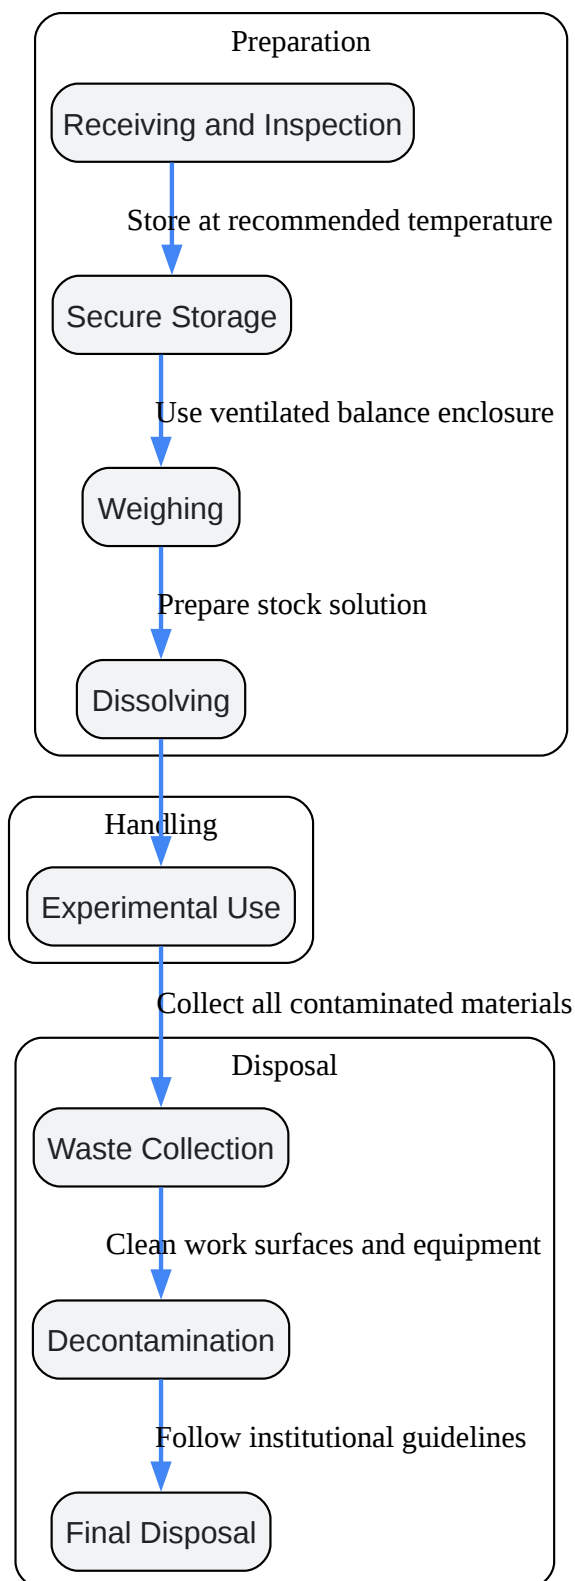 Preparation
Receiving and Inspection
Store at recommended temperature
Secure Storage
Use ventilated balance enclosure
Weighing
Prepare stock solution
Dissolving
Handling
Experimental Use
Collect all contaminated materials
Disposal
Waste Collection
Clean work surfaces and equipment
Decontamination
Follow institutional guidelines
Final Disposal